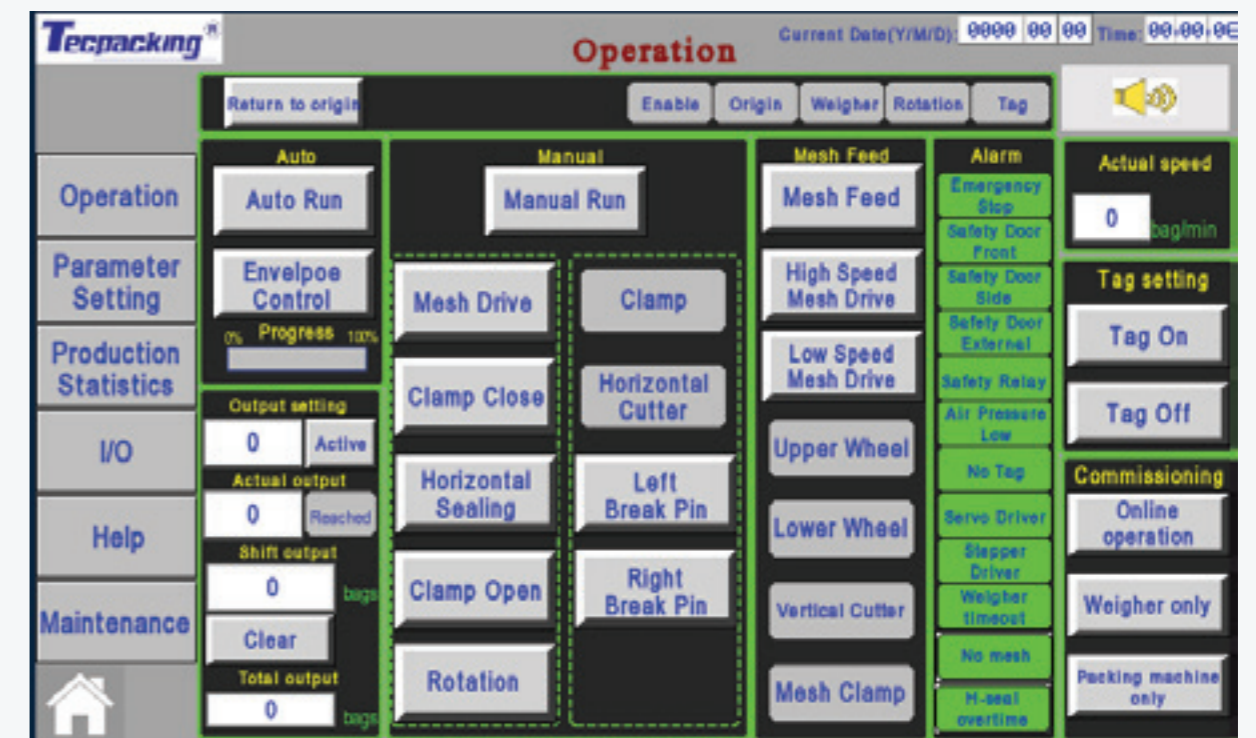 Tecpacking®
Operation
Current Date(Y/M/D): 0000 00 00 Time: 00:00:0
Return to origin
Enable
Origin
Weigher
Rotation
Tag
Operation
Parameter
Setting
Production
Statistics
I/O
Help
Maintenance
Auto
Auto Run
Envelpoe
Control
0% Progress 100%
Output setting
0 Active
Actual output
0 Reached
Shift output
0 bags
Clear
Total output
0 bags
Manual
Manual Run
Mesh Drive
Clamp Close
Horizontal
Sealing
Clamp Open
Rotation
Clamp
Horizontal
Cutter
Left
Break Pin
Right
Break Pin
Mesh Feed
Mesh Feed
High Speed
Mesh Drive
Low Speed
Mesh Drive
Upper Wheel
Lower Wheel
Vertical Cutter
Mesh Clamp
Alarm
Emergency
Stop
Safety Door
Front
Safety Door
Side
Safety Door
External
Safety Relay
Air Pressure
Low
No Tag
Servo Driver
Stepper
Driver
Weigher
timeout
No mesh
H-seal
overtime
Actual speed
0 bag/min
Tag setting
Tag On
Tag Off
Commissioning
Online
operation
Weigher only
Packing machine
only